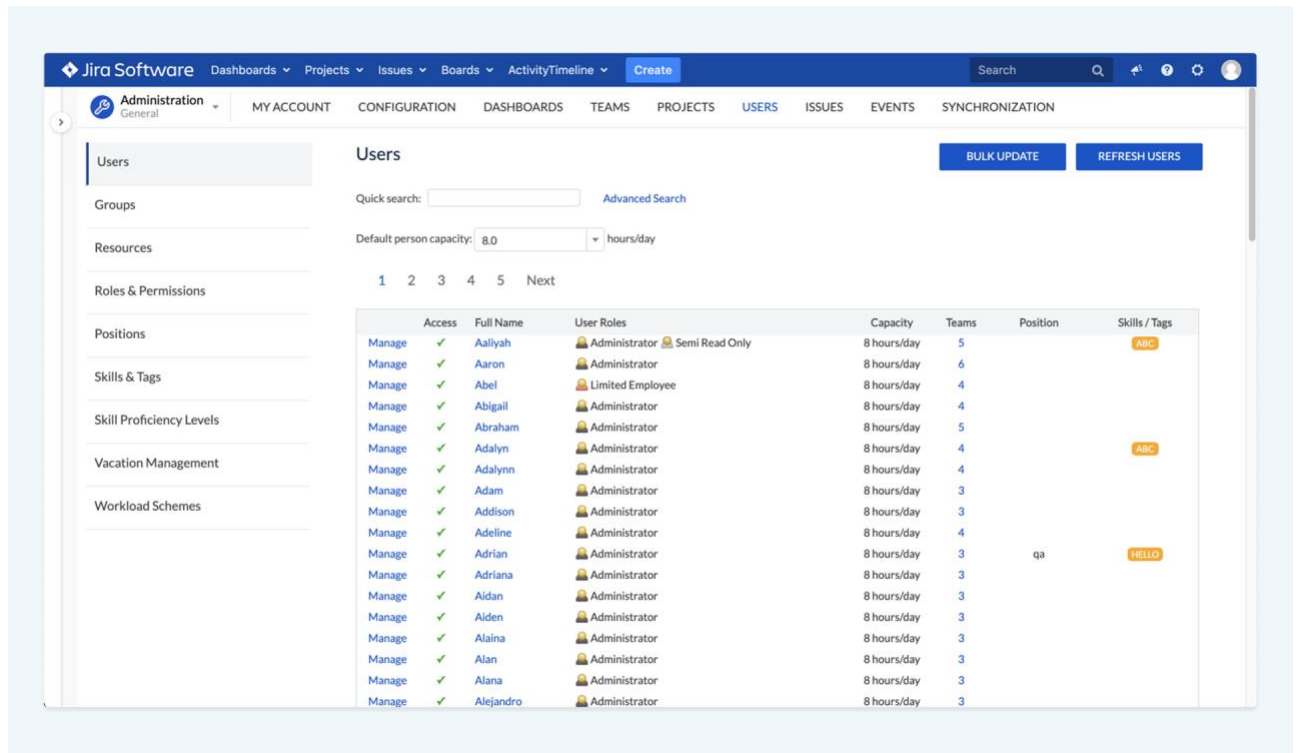 Jira Software Dashboards Projects Issues Boards ActivityTimeline Create Search
Administration
General
MY ACCOUNT CONFIGURATION DASHBOARDS TEAMS PROJECTS USERS ISSUES EVENTS SYNCHRONIZATION
Users
Groups
Resources
Roles & Permissions
Positions
Skills & Tags
Skill Proficiency Levels
Vacation Management
Workload Schemes
Users
BULK UPDATE REFRESH USERS
Quick search: Advanced Search
Default person capacity: 8.0 hours/day
1 2 3 4 5 Next
Access Full Name User Roles Capacity Teams Position Skills / Tags
Manage ✔ Aaliyah Administrator Semi Read Only 8 hours/day 5 ABC
Manage ✔ Aaron Administrator 8 hours/day 6
Manage ✔ Abel Limited Employee 8 hours/day 4
Manage ✔ Abigail Administrator 8 hours/day 4
Manage ✔ Abraham Administrator 8 hours/day 5
Manage ✔ Adalyn Administrator 8 hours/day 4 ABC
Manage ✔ Adalynn Administrator 8 hours/day 4
Manage ✔ Adam Administrator 8 hours/day 3
Manage ✔ Addison Administrator 8 hours/day 3
Manage ✔ Adeline Administrator 8 hours/day 4
Manage ✔ Adrian Administrator 8 hours/day 3 qa HELLO
Manage ✔ Adriana Administrator 8 hours/day 3
Manage ✔ Aidan Administrator 8 hours/day 3
Manage ✔ Aiden Administrator 8 hours/day 3
Manage ✔ Alaina Administrator 8 hours/day 3
Manage ✔ Alan Administrator 8 hours/day 3
Manage ✔ Alana Administrator 8 hours/day 3
Manage ✔ Alejandro Administrator 8 hours/day 3